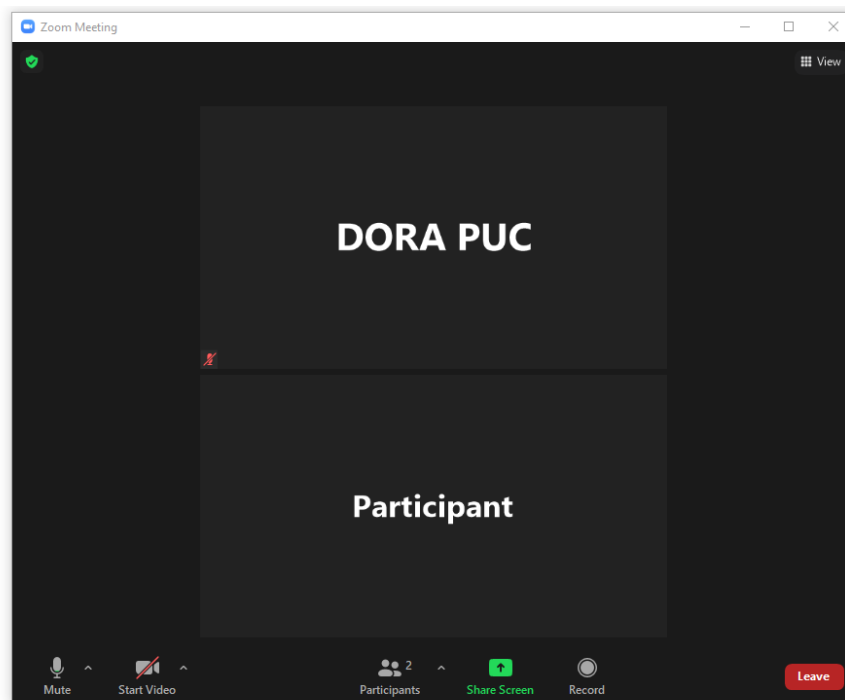 Zoom Meeting
View
DORA PUC
Participant
Mute
Start Video
2
Participants
Share Screen
Record
Leave